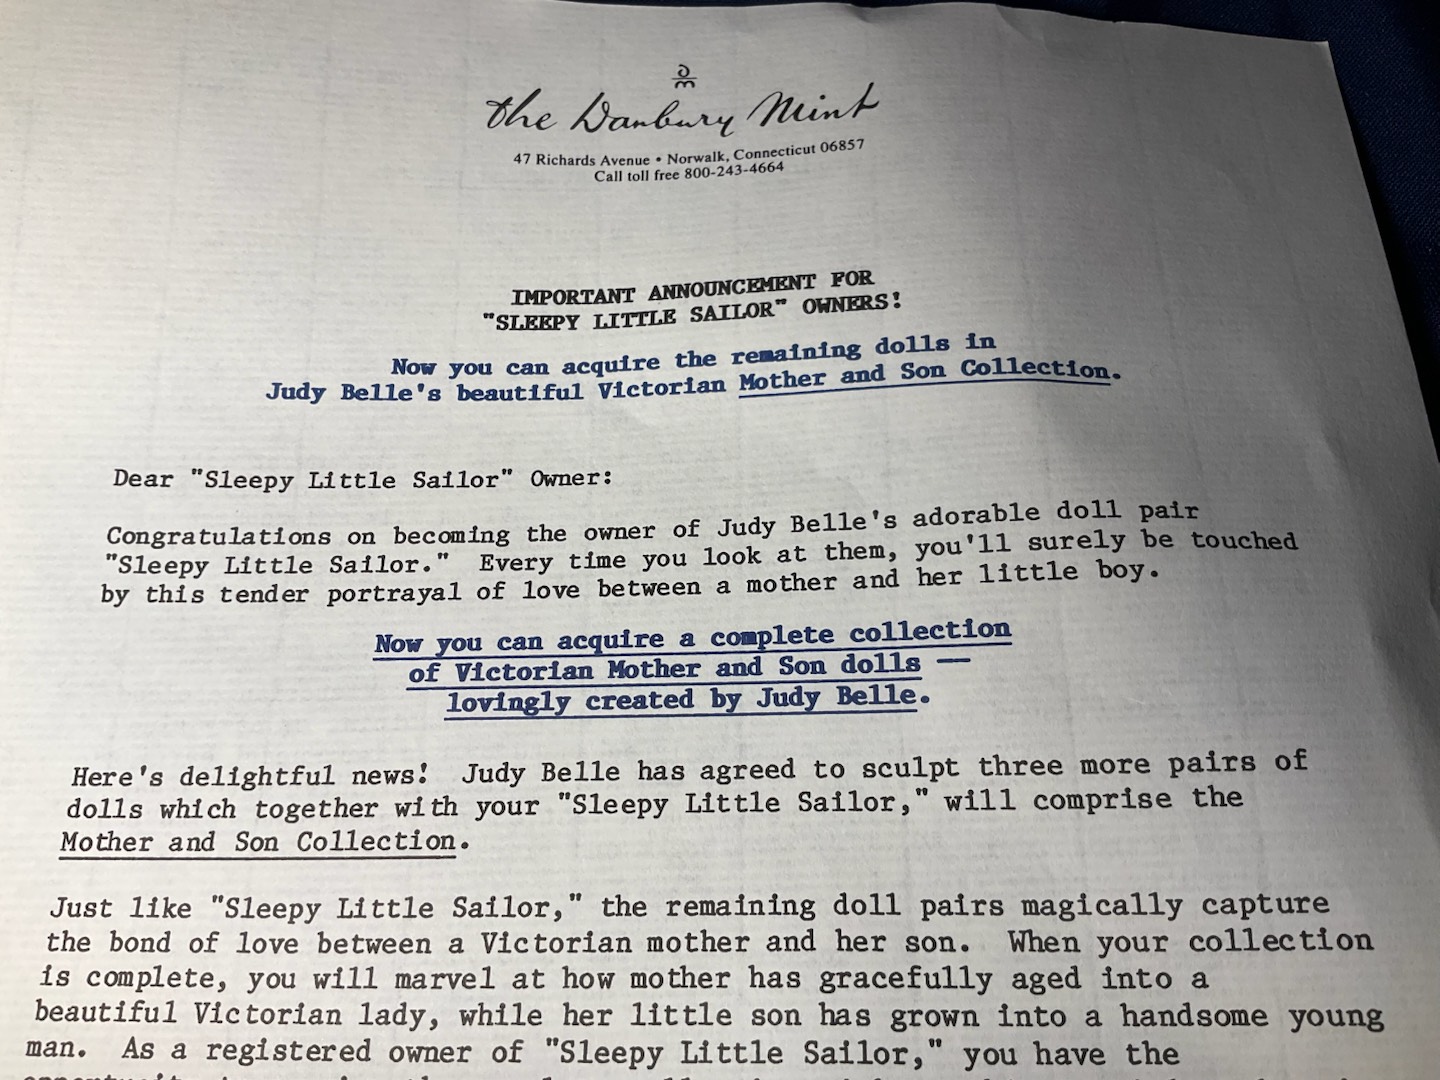 the Danbury Mint
47 Richards Avenue • Norwalk, Connecticut 06857
Call toll free 800-243-4664
IMPORTANT ANNOUNCEMENT FOR
"SLEEPY LITTLE SAILOR" OWNERS!
Now you can acquire the remaining dolls in
Judy Belle's beautiful Victorian Mother and Son Collection.
Dear "Sleepy Little Sailor" Owner:
Congratulations on becoming the owner of Judy Belle's adorable doll pair
"Sleepy Little Sailor." Every time you look at them, you'll surely be touched
by this tender portrayal of love between a mother and her little boy.
Now you can acquire a complete collection
of Victorian Mother and Son dolls —
lovingly created by Judy Belle.
Here's delightful news! Judy Belle has agreed to sculpt three more pairs of
dolls which together with your "Sleepy Little Sailor," will comprise the
Mother and Son Collection.
Just like "Sleepy Little Sailor," the remaining doll pairs magically capture
the bond of love between a Victorian mother and her son. When your collection
is complete, you will marvel at how mother has gracefully aged into a
beautiful Victorian lady, while her little son has grown into a handsome young
man. As a registered owner of "Sleepy Little Sailor," you have the